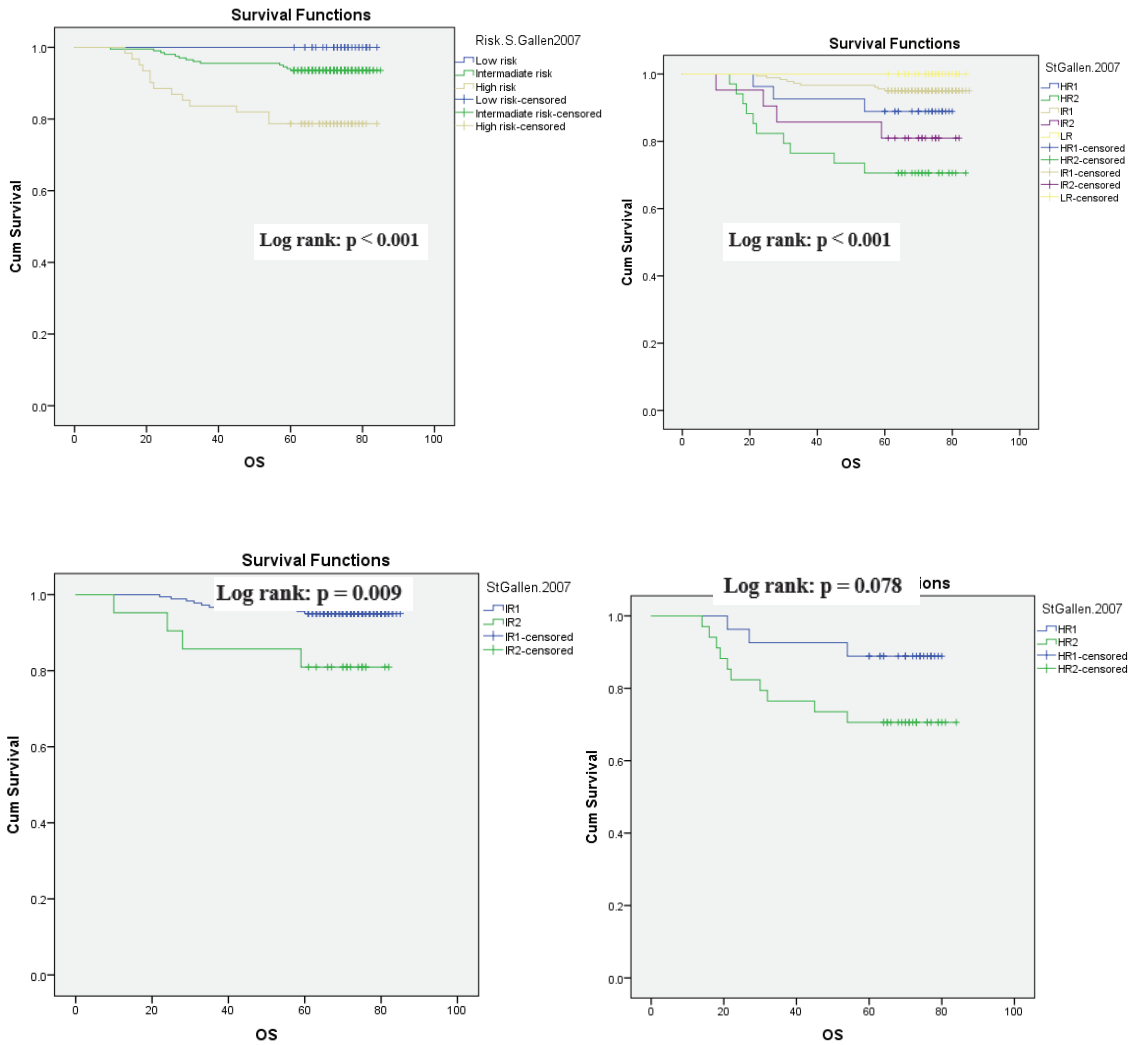 Survival Functions
Risk.S.Gallen2007
Low risk
Intermadiate risk
High risk
Low risk-censored
Intermadiate risk-censored
High risk-censored
1.0
0.8
0.6
0.4
0.2
0.0
Cum Survival
Log rank: p < 0.001
0 20 40 60 80 100
OS
Survival Functions
StGallen.2007
HR1
HR2
IR1
IR2
LR
HR1-censored
HR2-censored
IR1-censored
IR2-censored
LR-censored
1.0
0.8
0.6
0.4
0.2
0.0
Cum Survival
Log rank: p < 0.001
0 20 40 60 80 100
OS
Survival Functions
Log rank: p = 0.009
StGallen.2007
IR1
IR2
IR1-censored
IR2-censored
1.0
0.8
0.6
0.4
0.2
0.0
Cum Survival
0 20 40 60 80 100
OS
Log rank: p = 0.078
ions
StGallen.2007
HR1
HR2
HR1-censored
HR2-censored
1.0
0.8
0.6
0.4
0.2
0.0
Cum Survival
0 20 40 60 80 100
OS